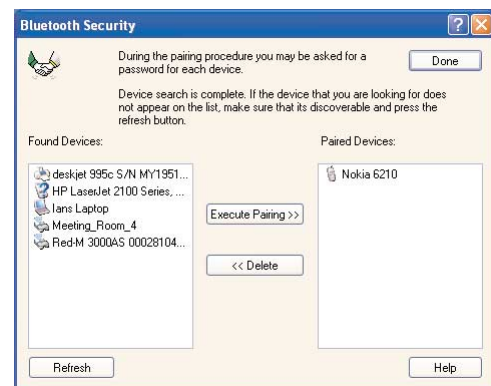 Bluetooth Security
During the pairing procedure you may be asked for a
password for each device.
Done
Device search is complete. If the device that you are looking for does
not appear on the list, make sure that its discoverable and press the
refresh button.
Found Devices:
Paired Devices:
deskjet 995c S/N MY1951...
HP LaserJet 2100 Series, ...
Ians Laptop
Meeting_Room_4
Red-M 3000AS 00028104...
Execute Pairing >>
<< Delete
Nokia 6210
Refresh
Help